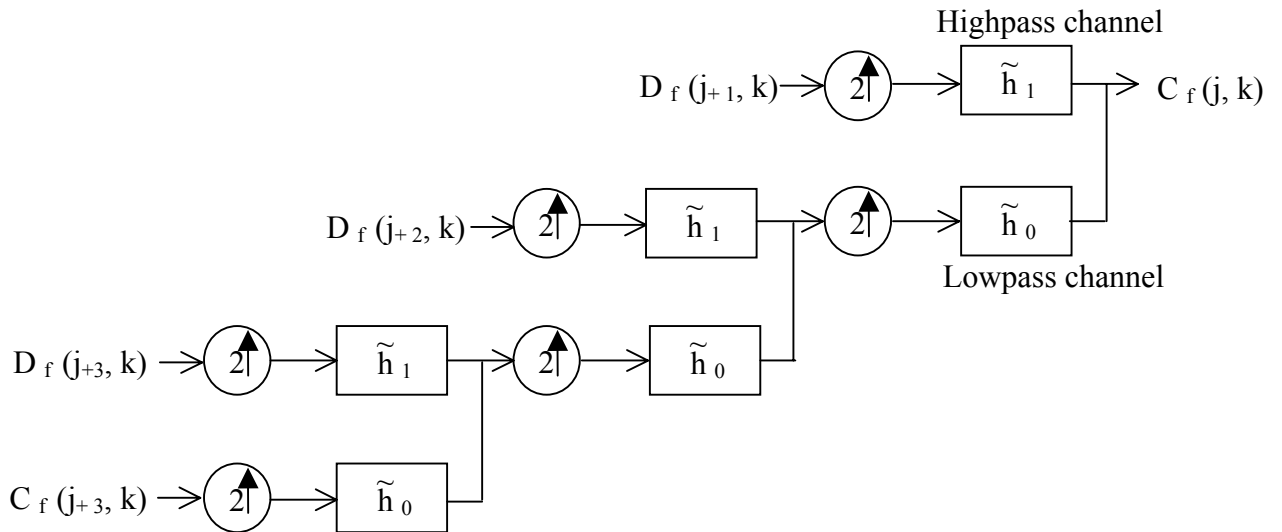 Highpass channel
D f (j+1, k) 2 h̃ 1 C f (j, k)
D f (j+2, k) 2 h̃ 1 2 h̃ 0
Lowpass channel
D f (j+3, k) 2 h̃ 1 2 h̃ 0
C f (j+3, k) 2 h̃ 0